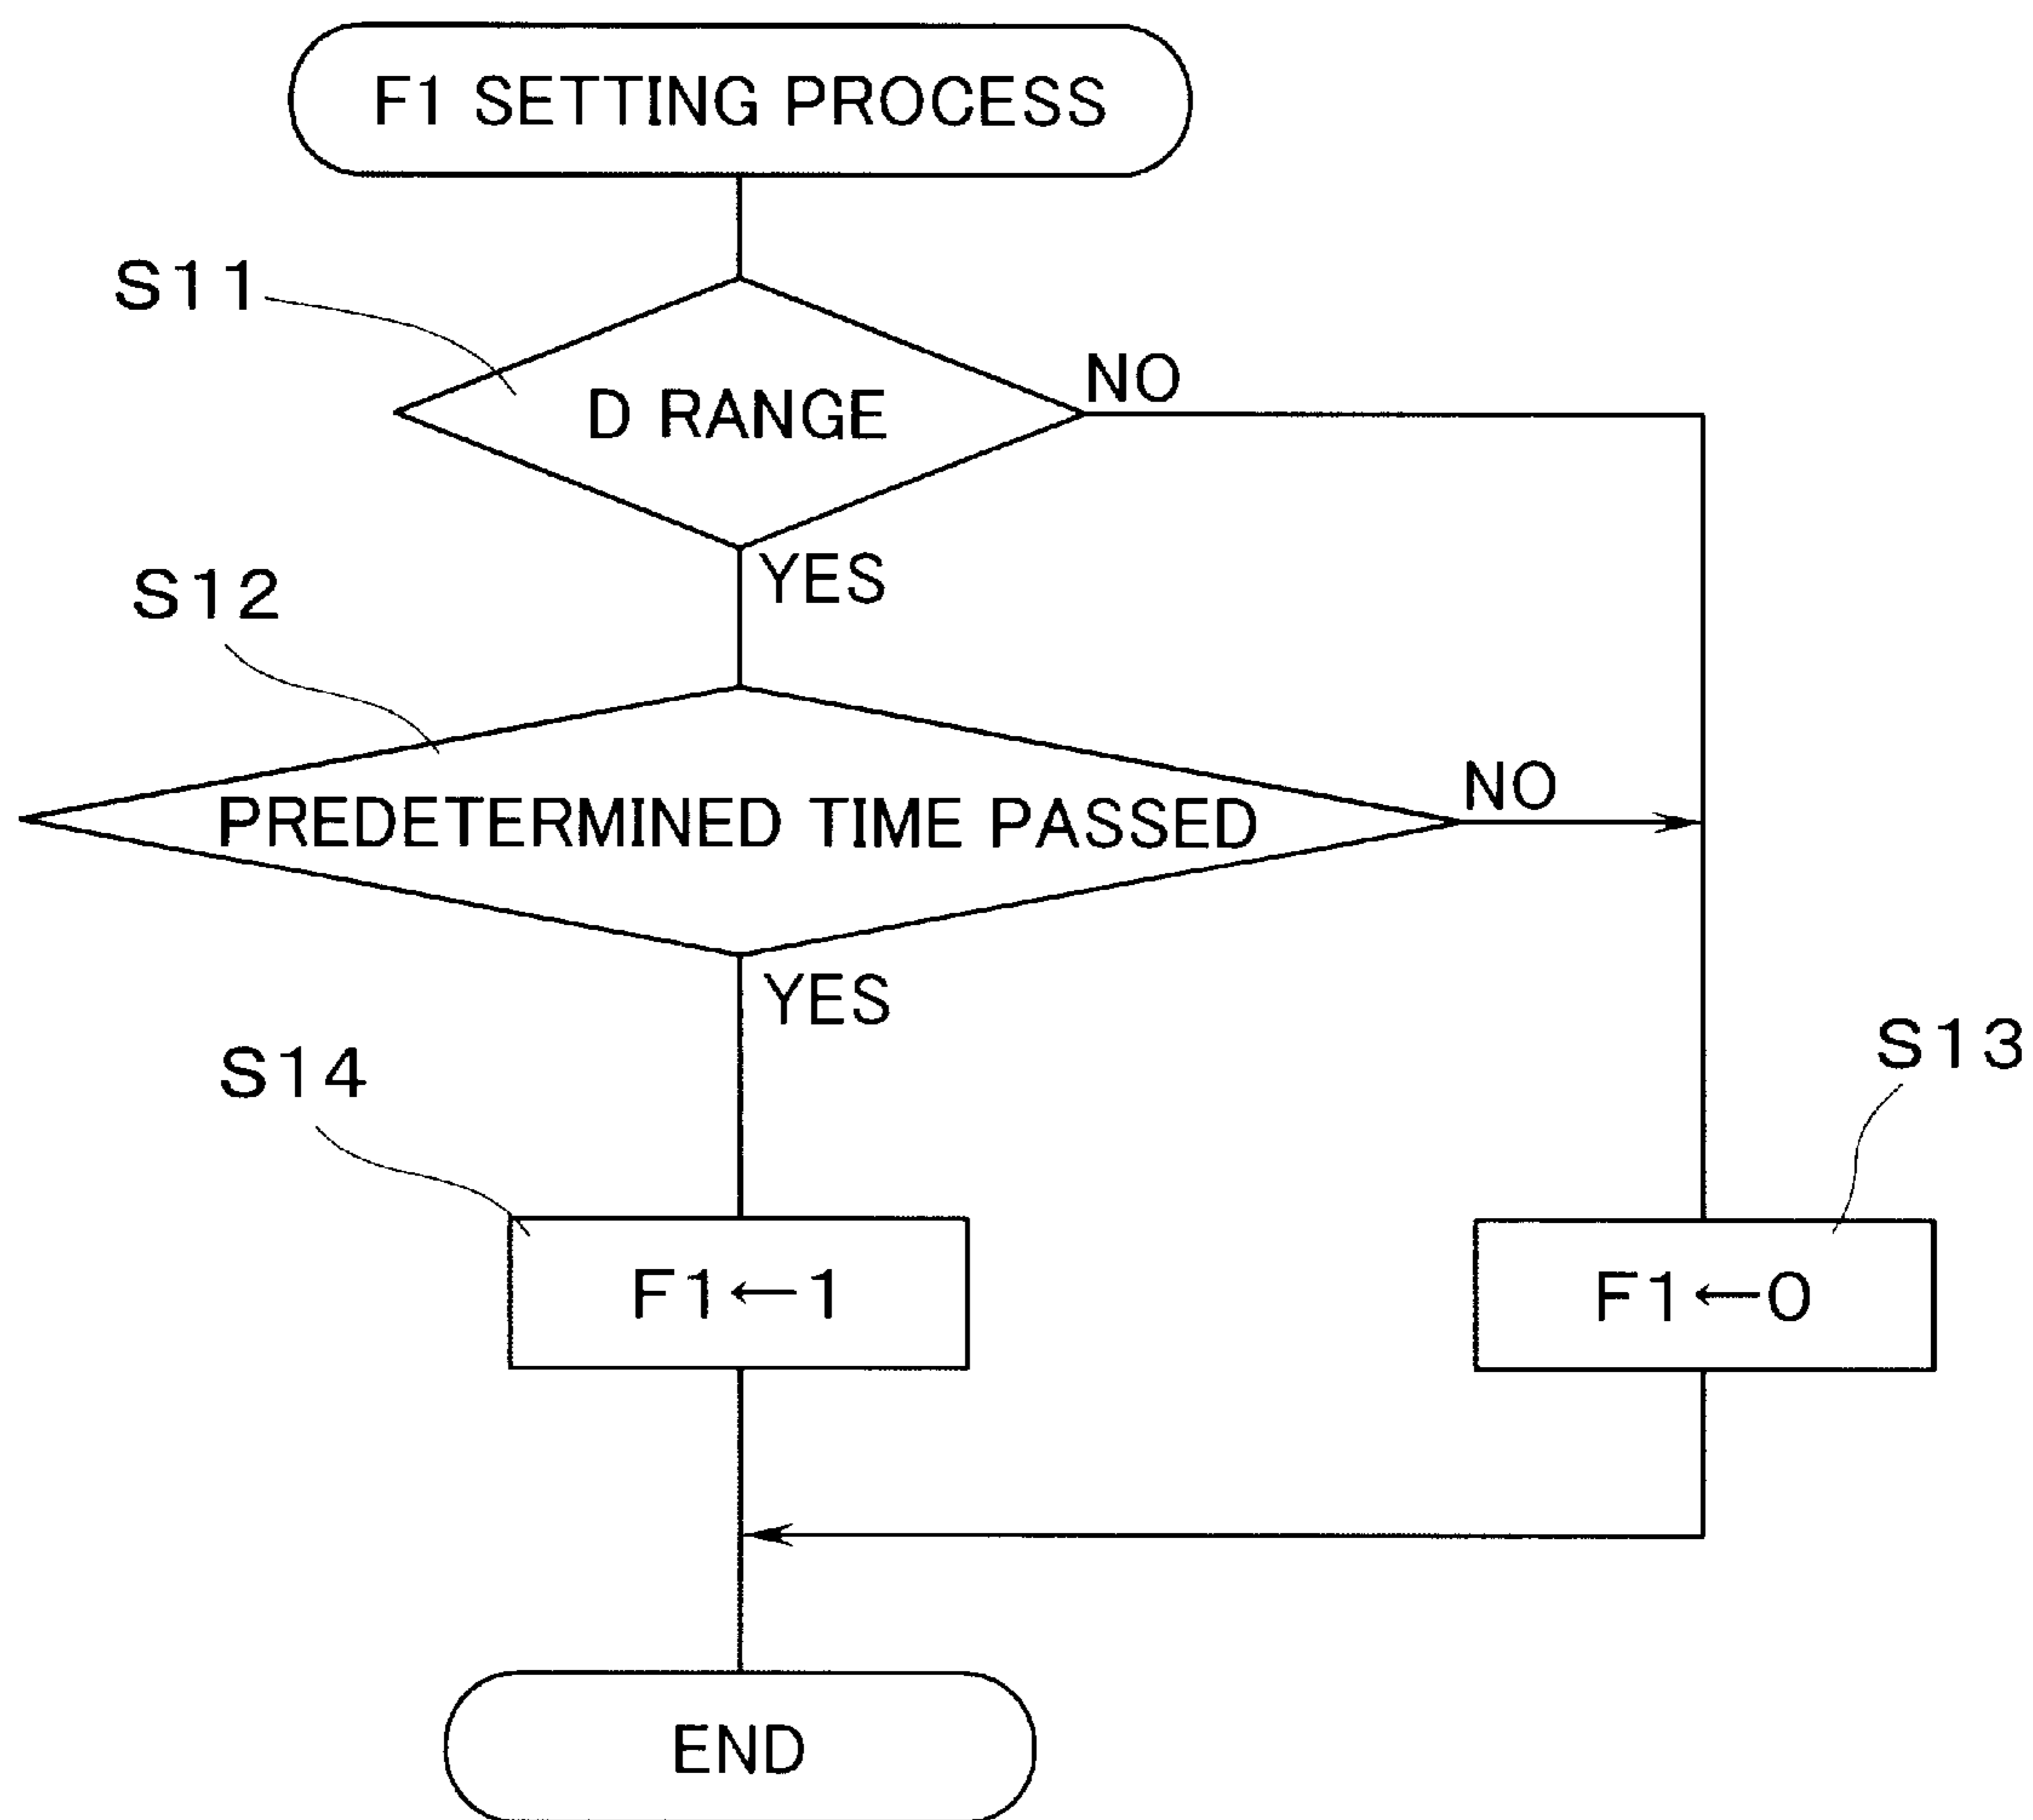 F1 SETTING PROCESS
S11
D RANGE
NO
YES
S12
PREDETERMINED TIME PASSED
NO
YES
S14
S13
F1←1
F1←0
END